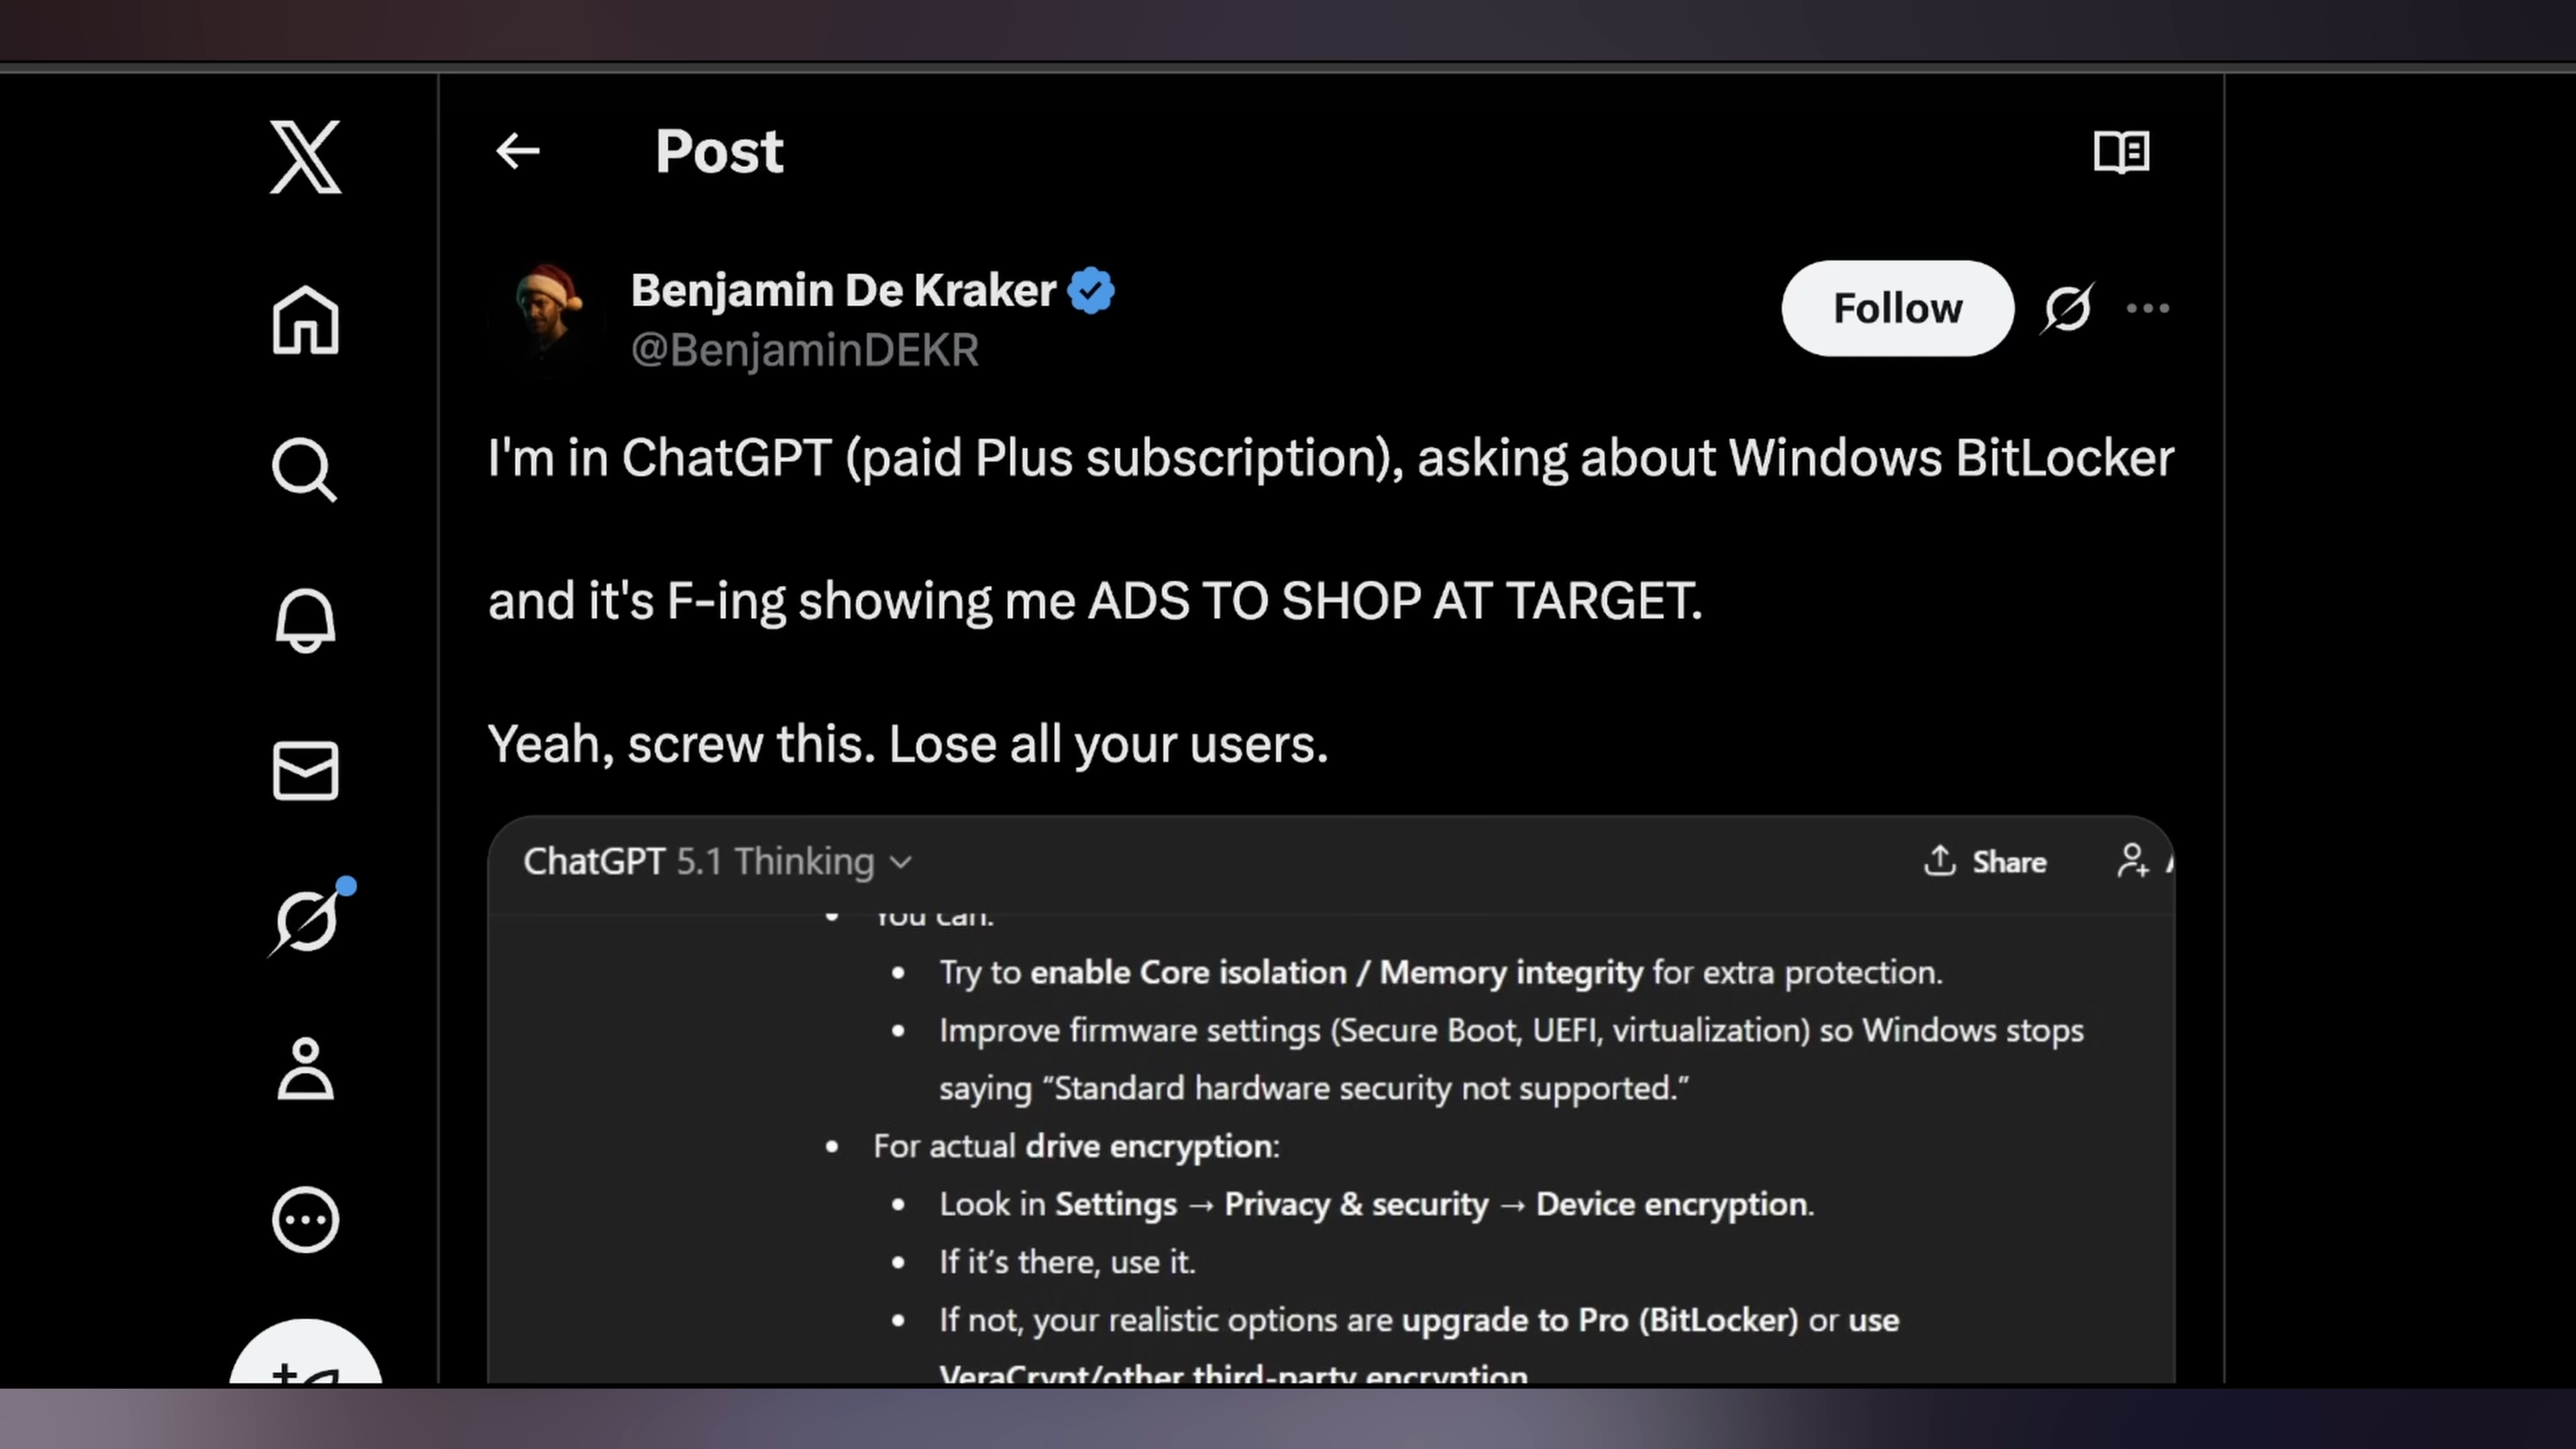 Post
Benjamin De Kraker
@BenjaminDEKR
Follow
I'm in ChatGPT (paid Plus subscription), asking about Windows BitLocker
and it's F-ing showing me ADS TO SHOP AT TARGET.
Yeah, screw this. Lose all your users.
ChatGPT 5.1 Thinking
Share
You can:
Try to enable Core isolation / Memory integrity for extra protection.
Improve firmware settings (Secure Boot, UEFI, virtualization) so Windows stops
saying “Standard hardware security not supported.”
For actual drive encryption:
Look in Settings → Privacy & security → Device encryption.
If it’s there, use it.
If not, your realistic options are upgrade to Pro (BitLocker) or use
VeraCrypt/other third-party encryption